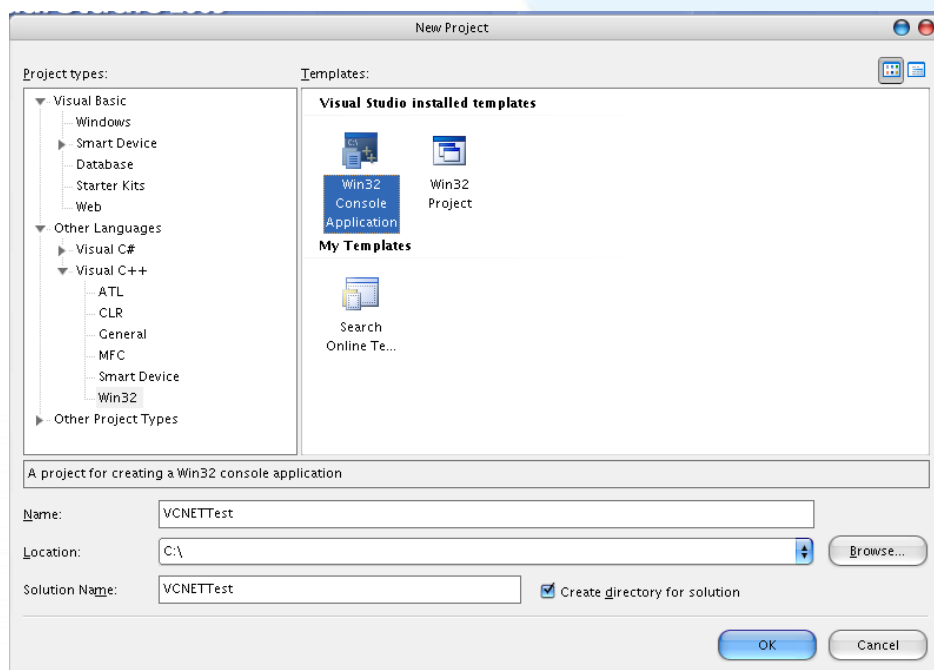 New Project
Project types:
Templates:
Visual Basic
Windows
Smart Device
Database
Starter Kits
Web
Other Languages
Visual C#
Visual C++
ATL
CLR
General
MFC
Smart Device
Win32
Other Project Types
Visual Studio installed templates
Win32
Console
Application
Win32
Project
My Templates
Search
Online Te...
A project for creating a Win32 console application
Name:
VCNETTest
Location:
C:\
Browse...
Solution Name:
VCNETTest
Create directory for solution
OK
Cancel